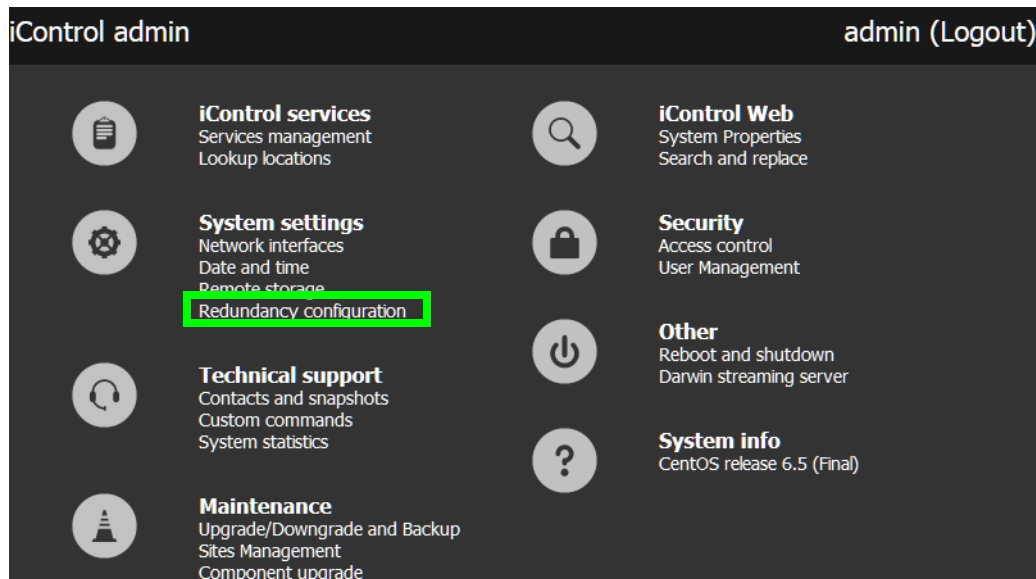 iControl admin
admin (Logout)
iControl services
Services management
Lookup locations
System settings
Network interfaces
Date and time
Remote storage
Redundancy configuration
Technical support
Contacts and snapshots
Custom commands
System statistics
Maintenance
Upgrade/Downgrade and Backup
Sites Management
Component upgrade
iControl Web
System Properties
Search and replace
Security
Access control
User Management
Other
Reboot and shutdown
Darwin streaming server
?
System info
CentOS release 6.5 (Final)